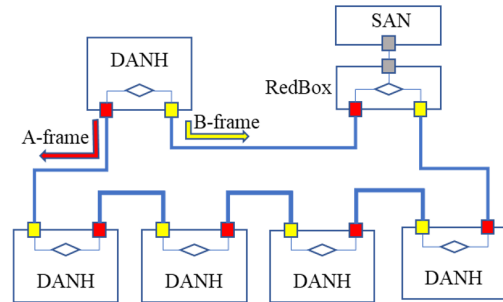 SAN
DANH
RedBox
A-frame
B-frame
DANH
DANH
DANH
DANH